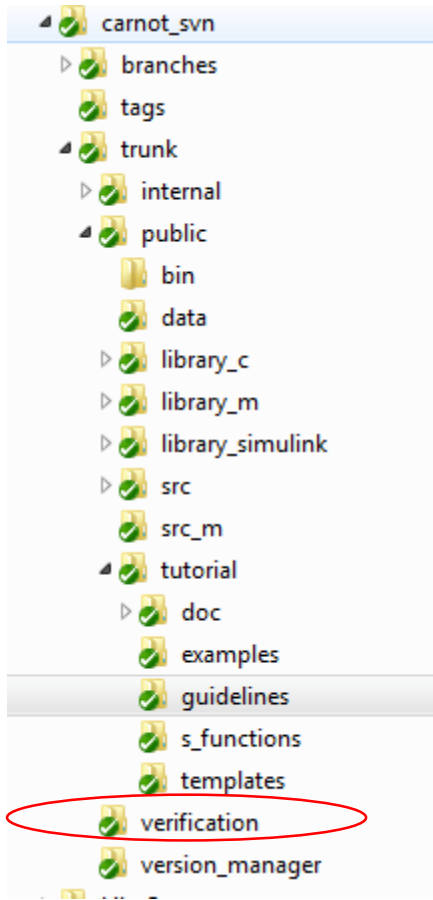 carnot_svn
branches
tags
trunk
internal
public
bin
data
library_c
library_m
library_simulink
src
src_m
tutorial
doc
examples
guidelines
s_functions
templates
verification
version_manager